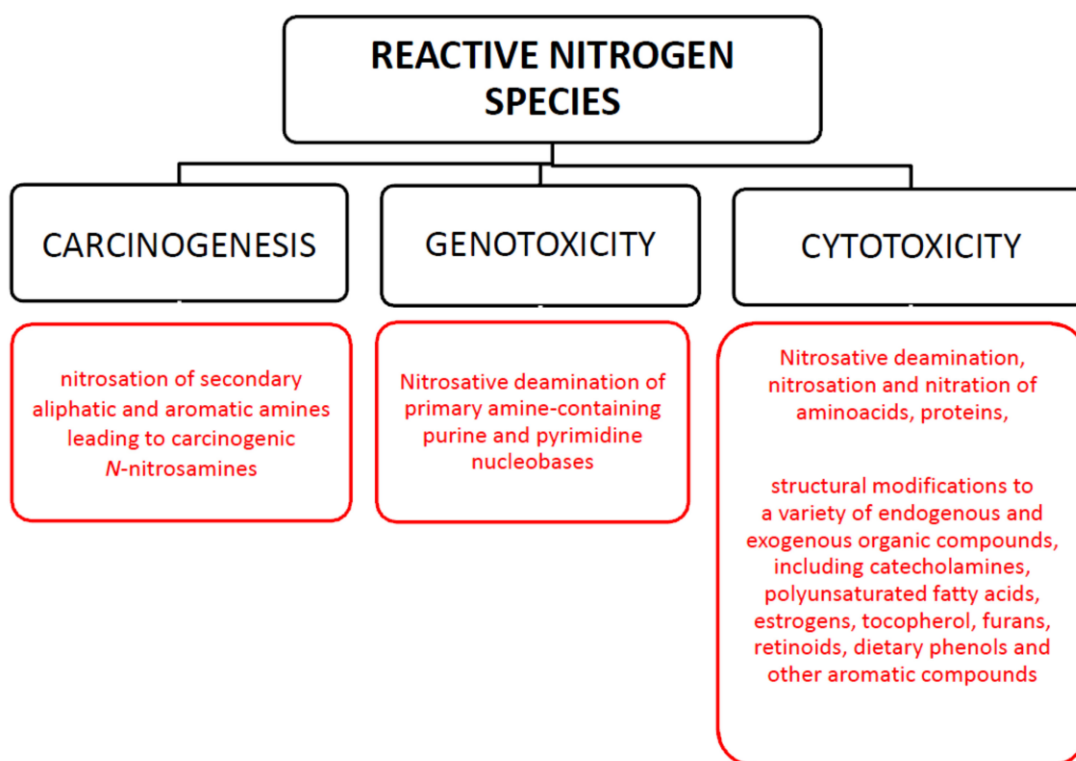 REACTIVE NITROGEN
SPECIES
CARCINOGENESIS
GENOTOXICITY
CYTOTOXICITY
nitrosation of secondary
aliphatic and aromatic amines
leading to carcinogenic
N-nitrosamines
Nitrosative deamination of
primary amine-containing
purine and pyrimidine
nucleobases
Nitrosative deamination,
nitrosation and nitration of
aminoacids, proteins,
structural modifications to
a variety of endogenous and
exogenous organic compounds,
including catecholamines,
polyunsaturated fatty acids,
estrogens, tocopherol, furans,
retinoids, dietary phenols and
other aromatic compounds